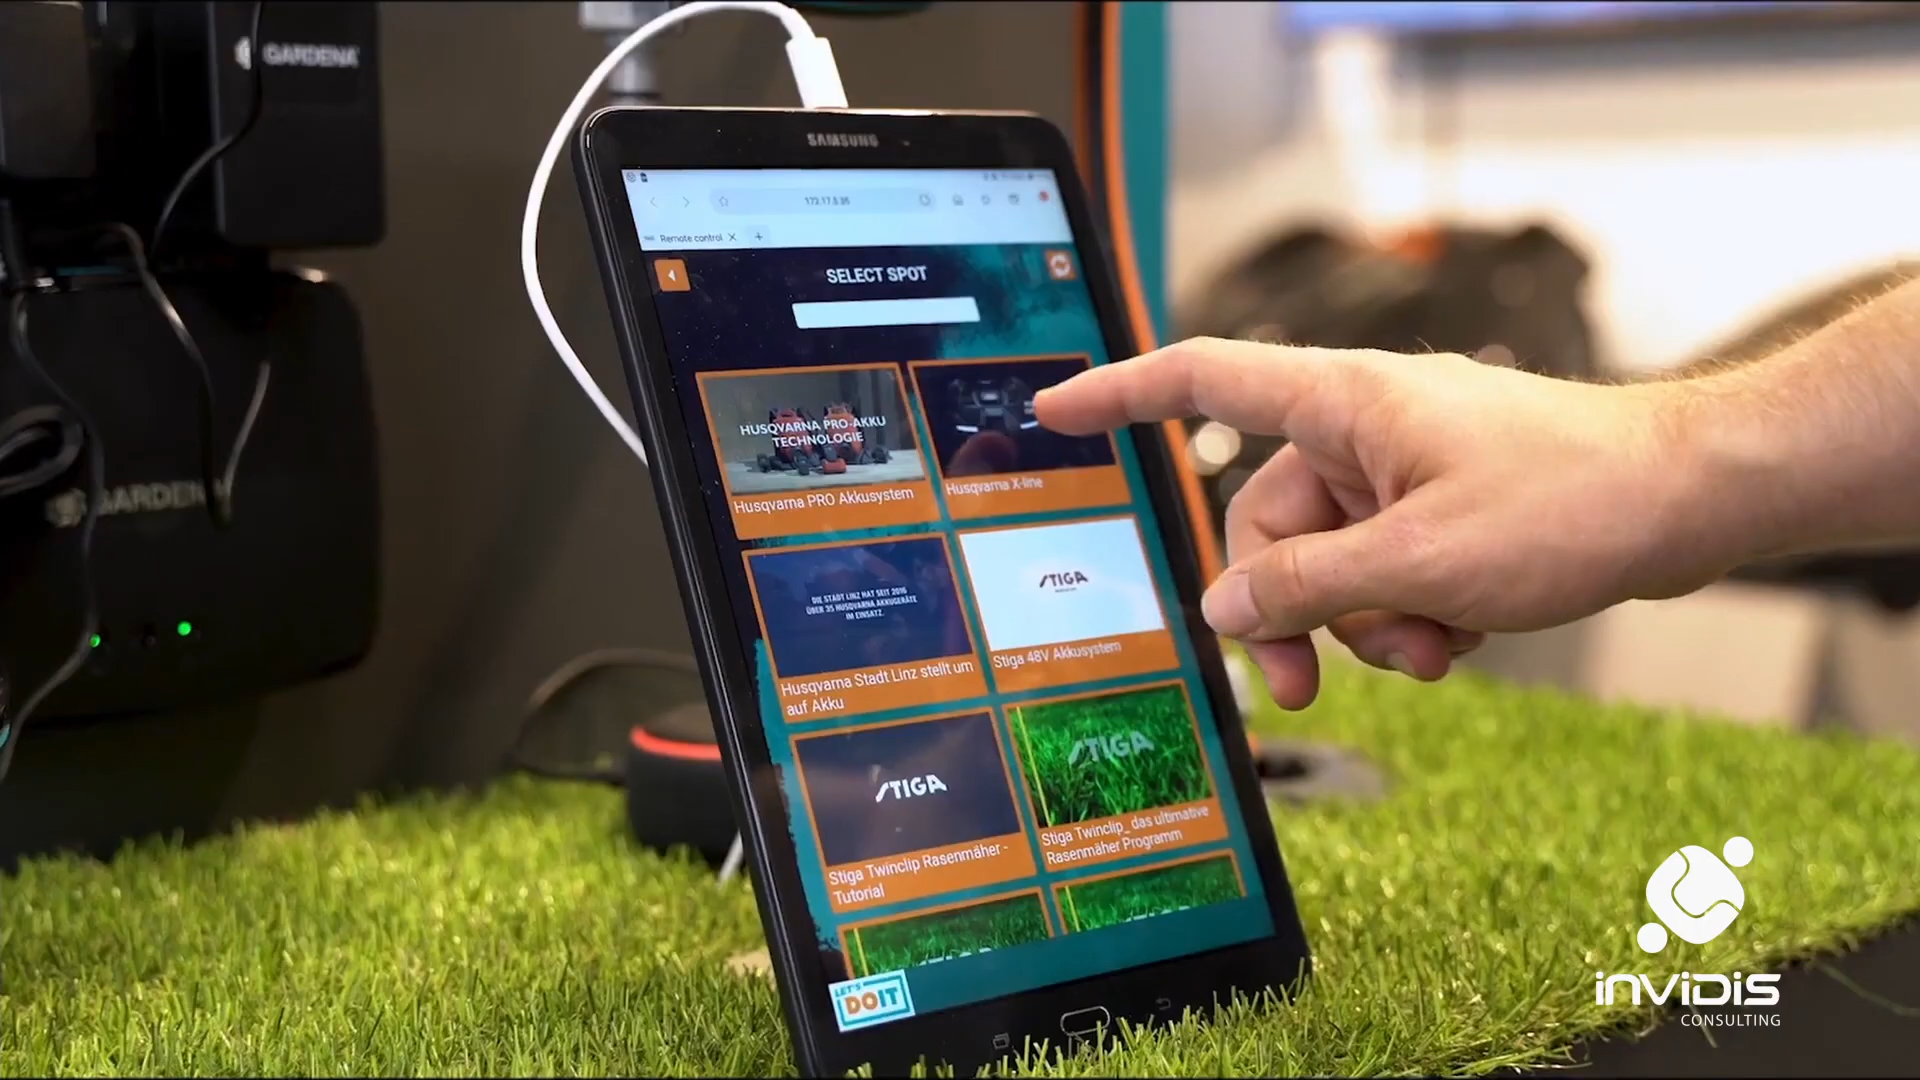 GARDENA
SAMSUNG
Remote control
SELECT SPOT
HUSQVARNA PRO-AKKU
TECHNOLOGIE
Husqvarna PRO Akkusystem
Husqvarna X-line
DIE STADT LINZ HAT SEIT 2016
ÜBER 35 HUSQVARNA AKKUGERÄTE
IM EINSATZ.
Husqvarna Stadt Linz stellt um
auf Akku
STIGA
Stiga 48V Akkusystem
STIGA
Stiga Twinclip Rasenmäher -
Tutorial
STIGA
Stiga Twinclip_ das ultimative
Rasenmäher Programm
GARDENA
LET'S
DOIT
invidis
CONSULTING